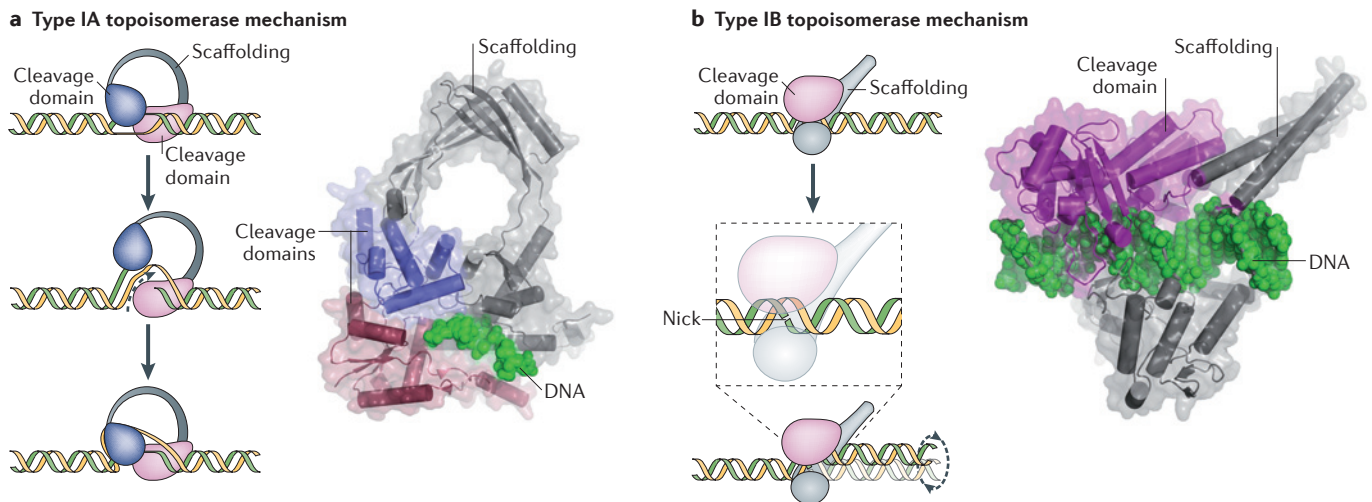 a Type IA topoisomerase mechanism
Scaffolding
Cleavage
domain
Cleavage
domain
Scaffolding
Cleavage
domains
DNA
b Type IB topoisomerase mechanism
Cleavage
domain
Scaffolding
Nick
Scaffolding
Cleavage
domain
DNA